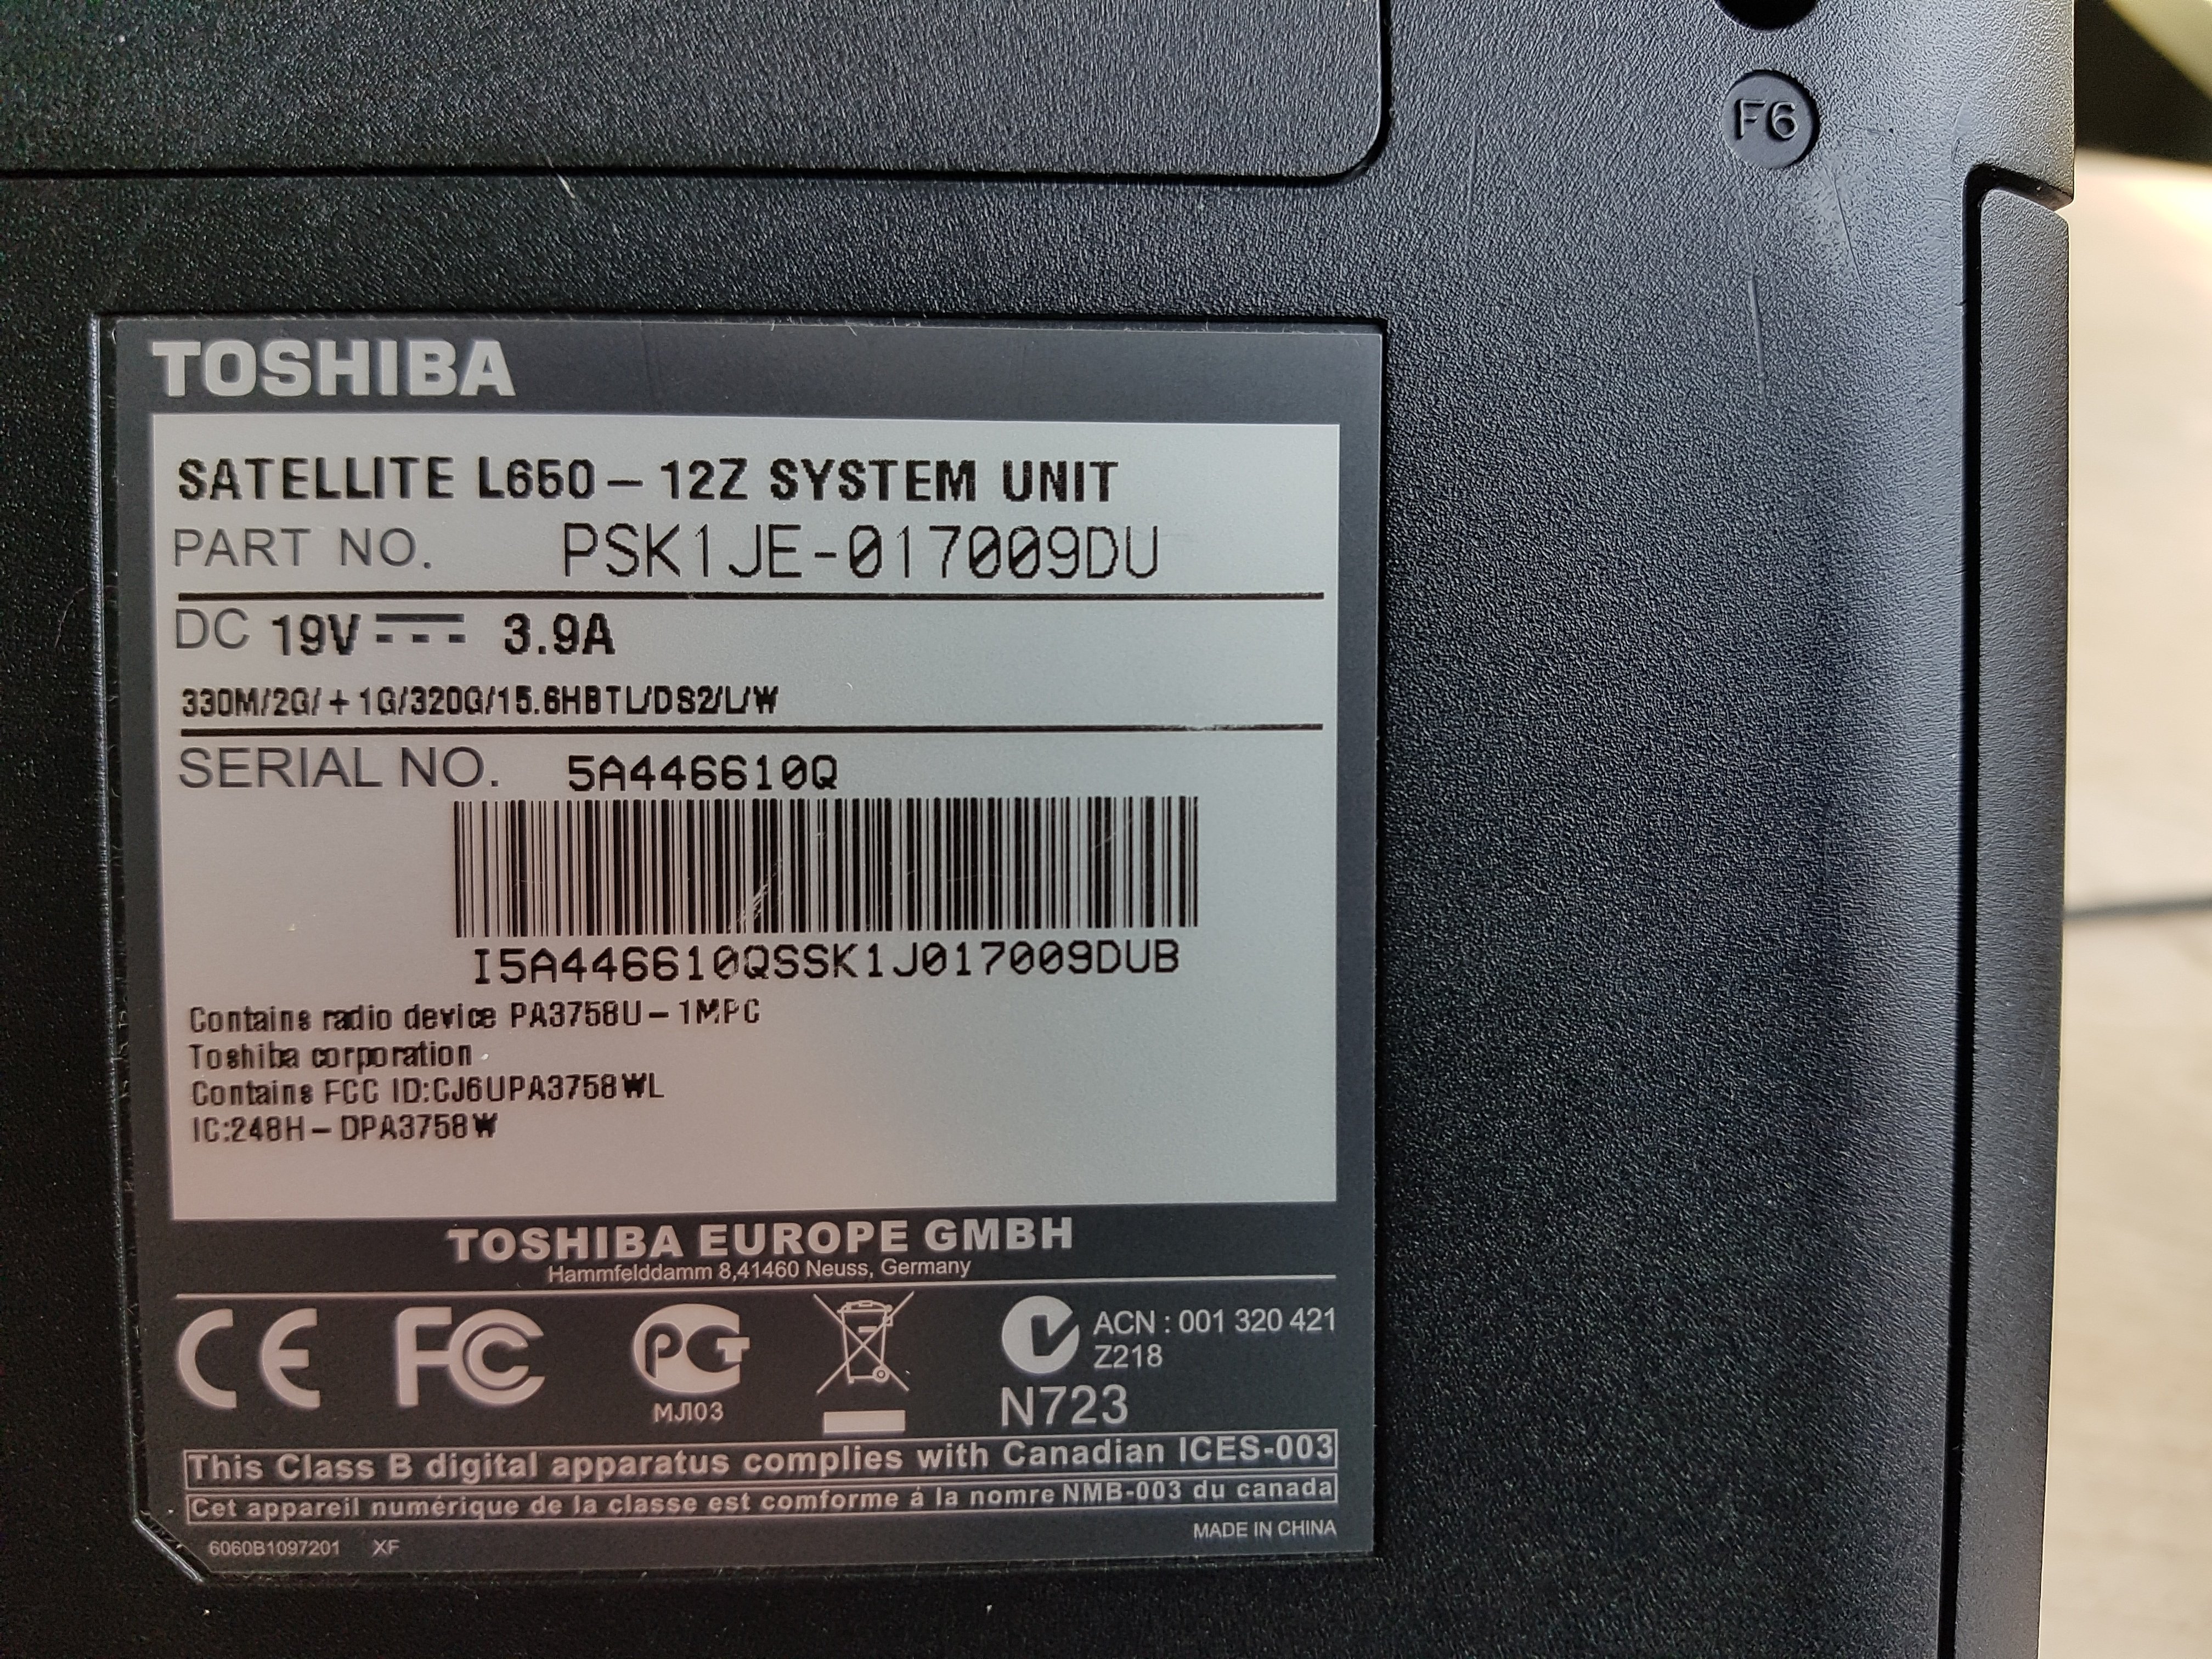 F6
TOSHIBA
SATELLITE L650 – 12Z SYSTEM UNIT
PART NO. PSK1JE-017009DU
DC 19V 3.9A
330M/2G/+1G/320G/15.6HBTL/DS2/L/W
SERIAL NO. 5A446610Q
I5A446610QSSK1J017009DUB
Contains radio device PA3758U – 1MPC
Toshiba corporation
Contains FCC ID:CJ6UPA3758WL
IC:248H – DPA3758W
TOSHIBA EUROPE GMBH
Hammfelddamm 8,41460 Neuss, Germany
CE FC PCT ACN : 001 320 421
Z218
МЛ03 N723
This Class B digital apparatus complies with Canadian ICES-003
Cet appareil numérique de la classe est comforme á la nomre NMB-003 du canada
MADE IN CHINA
6060B1097201 XF